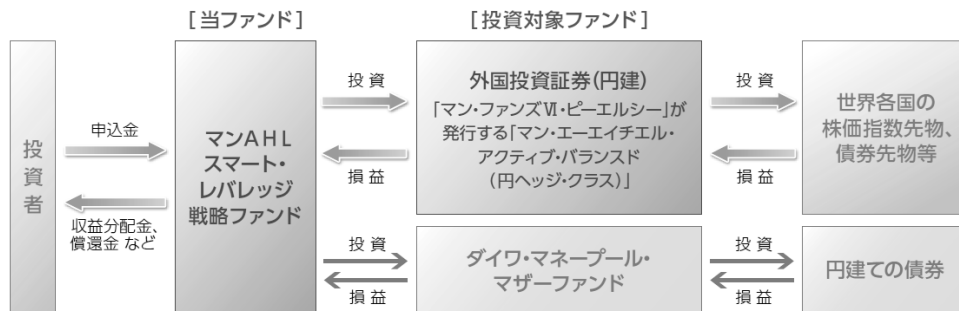 [当ファンド]
[投資対象ファンド]
投資者
申込金
収益分配金、
償還金 など
マンAHL
スマート・
レバレッジ
戦略ファンド
投 資
損 益
外国投資証券(円建)
「マン・ファンズⅥ・ピーエルシー」が
発行する「マン・エーエイチエル・
アクティブ・バランスド
(円ヘッジ・クラス)」
投 資
損 益
世界各国の
株価指数先物、
債券先物等
投 資
損 益
ダイワ・マネープール・
マザーファンド
投 資
損 益
円建ての債券